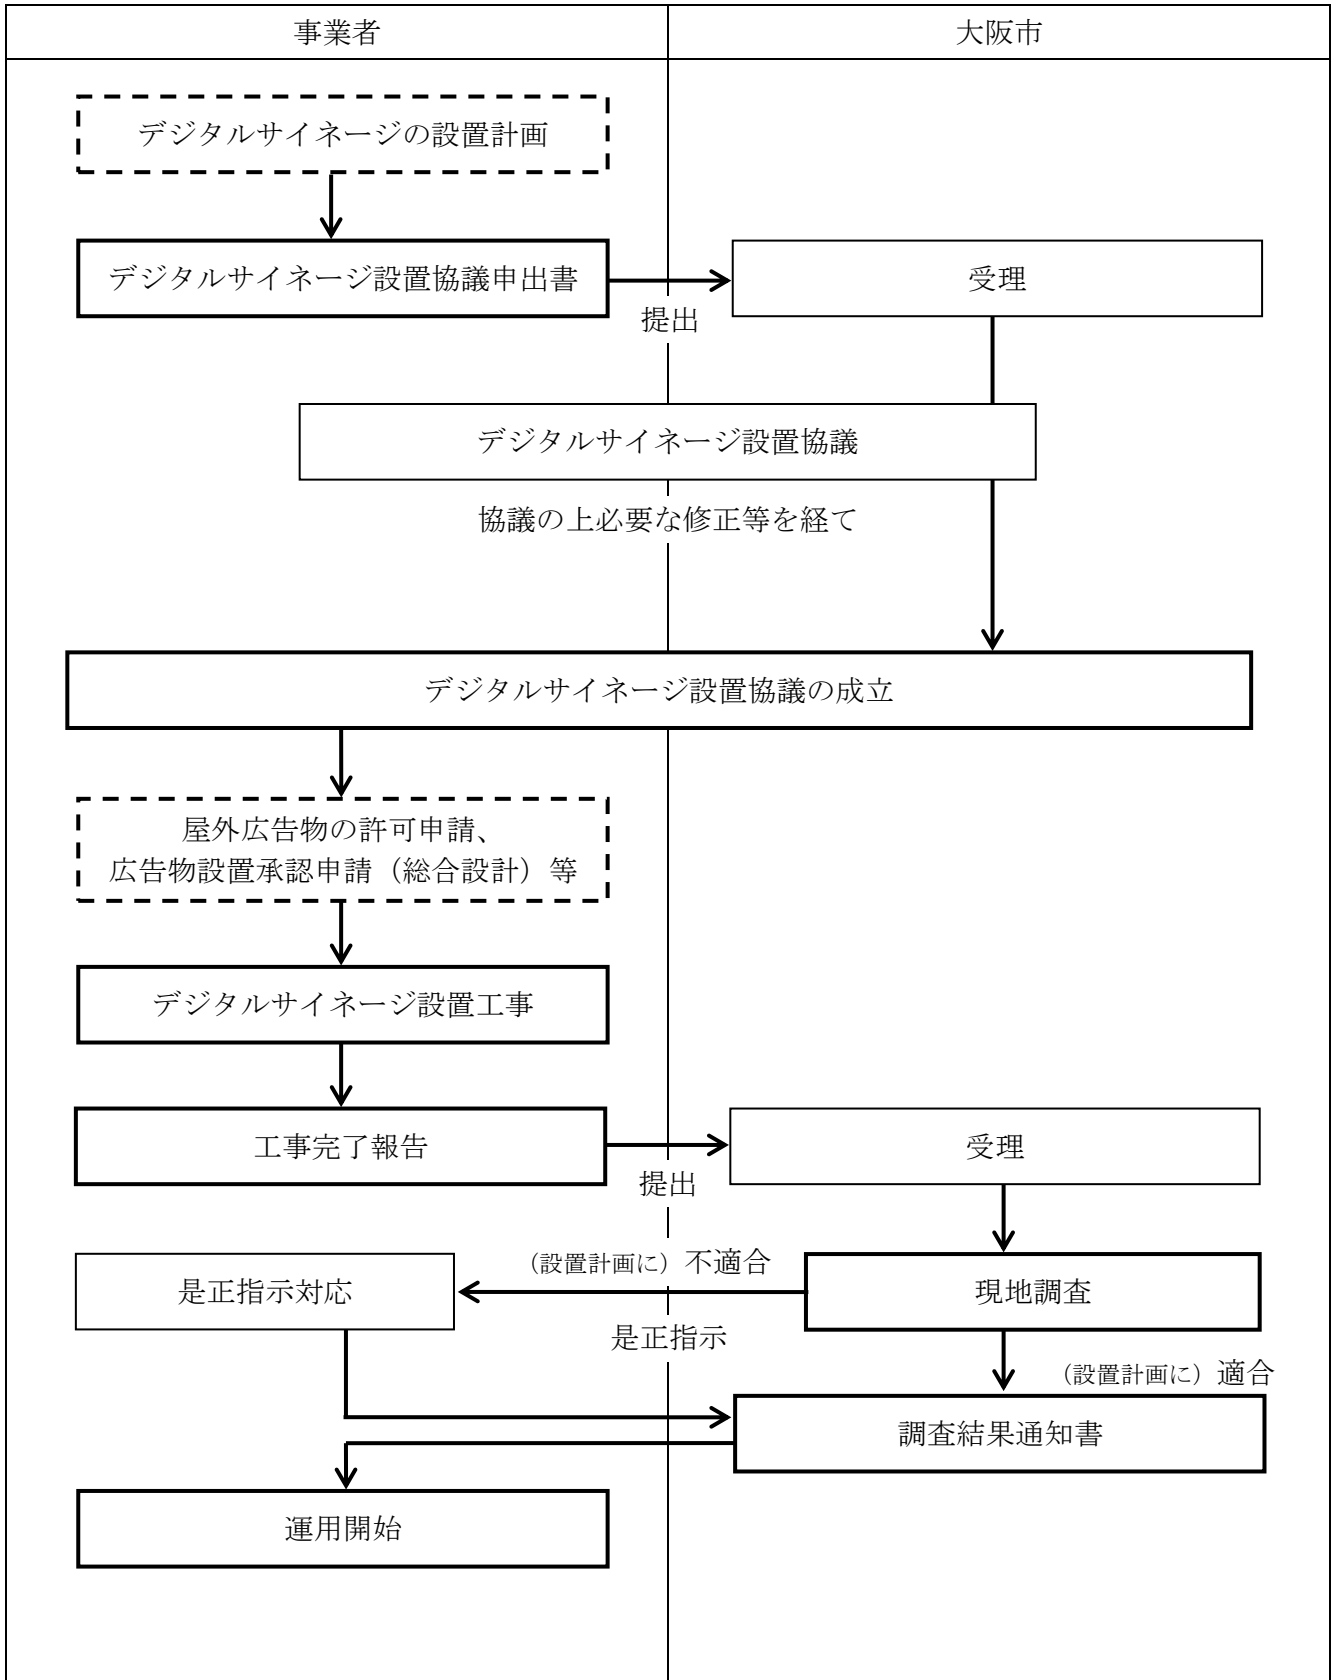 事業者
大阪市
デジタルサイネージの設置計画
デジタルサイネージ設置協議申出書
受理
提出
デジタルサイネージ設置協議
協議の上必要な修正等を経て
デジタルサイネージ設置協議の成立
屋外広告物の許可申請、
広告物設置承認申請（総合設計）等
デジタルサイネージ設置工事
工事完了報告
受理
提出
（設置計画に）不適合
是正指示対応
現地調査
是正指示
（設置計画に）適合
調査結果通知書
運用開始